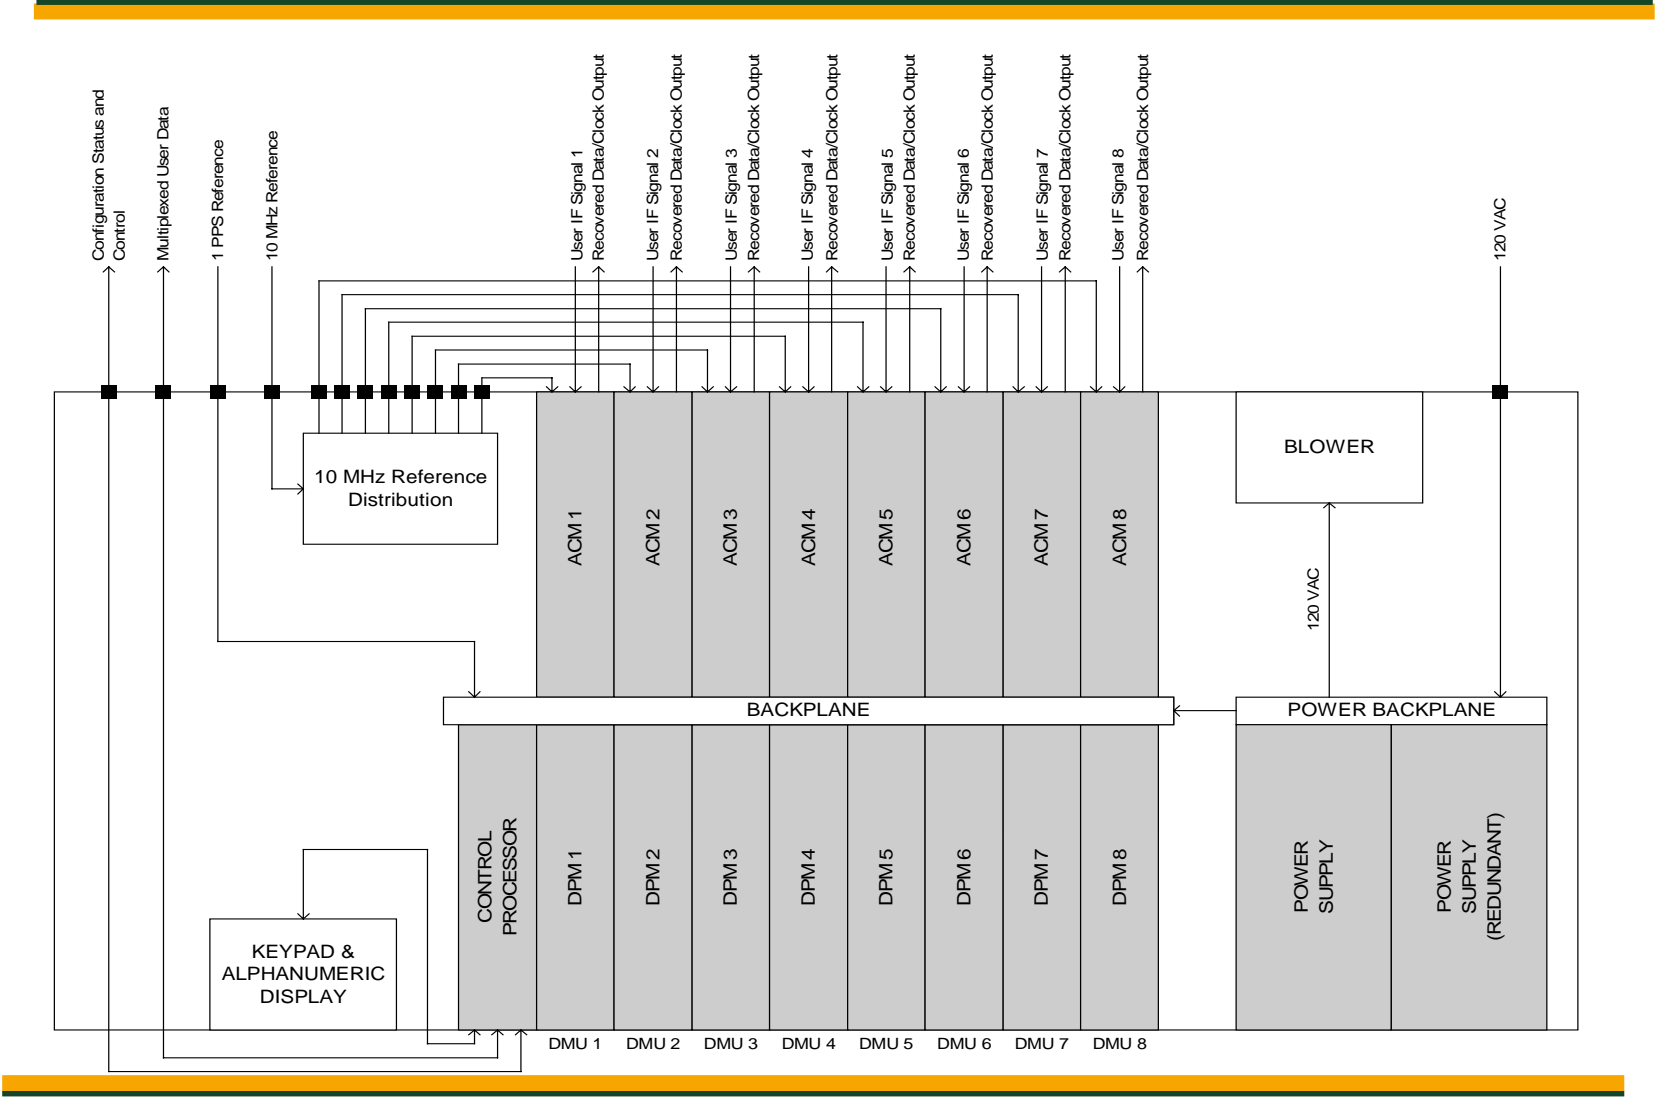 Configuration Status and
Control
Multiplexed User Data
1 PPS Reference
10 MHz Reference
User IF Signal 1
Recovered Data/Clock Output
User IF Signal 2
Recovered Data/Clock Output
User IF Signal 3
Recovered Data/Clock Output
User IF Signal 4
Recovered Data/Clock Output
User IF Signal 5
Recovered Data/Clock Output
User IF Signal 6
Recovered Data/Clock Output
User IF Signal 7
Recovered Data/Clock Output
User IF Signal 8
Recovered Data/Clock Output
120 VAC
10 MHz Reference
Distribution
ACM 1
ACM 2
ACM 3
ACM 4
ACM 5
ACM 6
ACM 7
ACM 8
BLOWER
120 VAC
BACKPLANE
POWER BACKPLANE
CONTROL
PROCESSOR
DPM 1
DPM 2
DPM 3
DPM 4
DPM 5
DPM 6
DPM 7
DPM 8
POWER
SUPPLY
POWER
SUPPLY
(REDUNDANT)
KEYPAD &
ALPHANUMERIC
DISPLAY
DMU 1
DMU 2
DMU 3
DMU 4
DMU 5
DMU 6
DMU 7
DMU 8